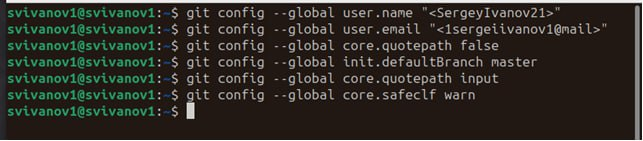 svivanov1@svivanov1:~$ git config --global user.name "<SergeyIvanov21>"
svivanov1@svivanov1:~$ git config --global user.email "<1sergeiivanov1@mail>"
svivanov1@svivanov1:~$ git config --global core.quotepath false
svivanov1@svivanov1:~$ git config --global init.defaultBranch master
svivanov1@svivanov1:~$ git config --global core.quotepath input
svivanov1@svivanov1:~$ git config --global core.safeclf warn
svivanov1@svivanov1:~$